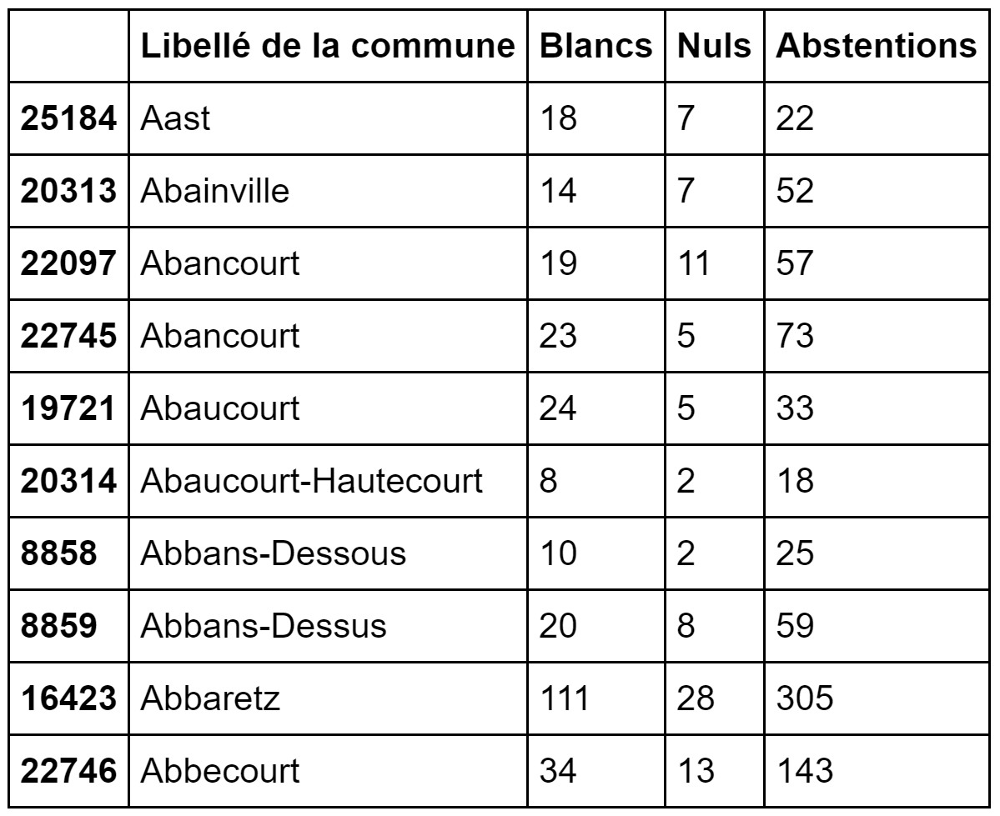 Libellé de la commune Blancs Nuls Abstentions
25184 Aast 18 7 22
20313 Abainville 14 7 52
22097 Abancourt 19 11 57
22745 Abancourt 23 5 73
19721 Abaucourt 24 5 33
20314 Abaucourt-Hautecourt 8 2 18
8858 Abbans-Dessous 10 2 25
8859 Abbans-Dessus 20 8 59
16423 Abbaretz 111 28 305
22746 Abbecourt 34 13 143